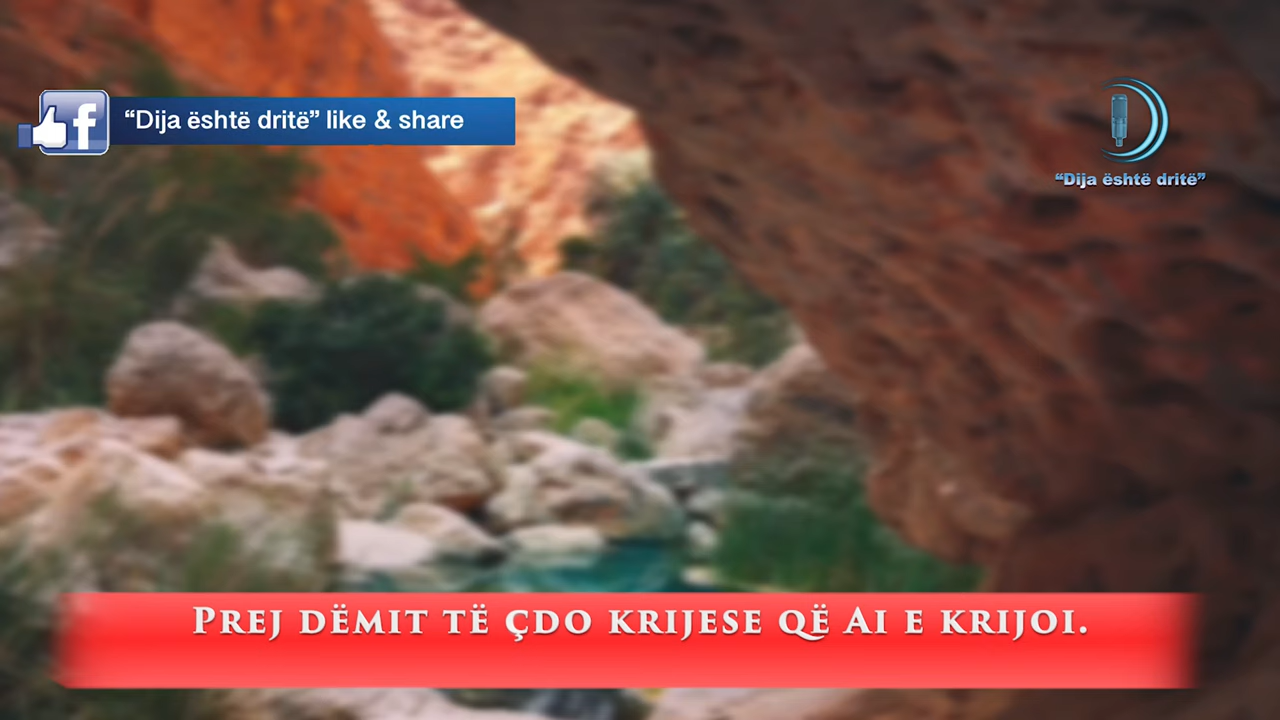 “Dija është dritë” like & share
“Dija është dritë”
Prej dëmit të çdo krijese që Ai e krijoi.